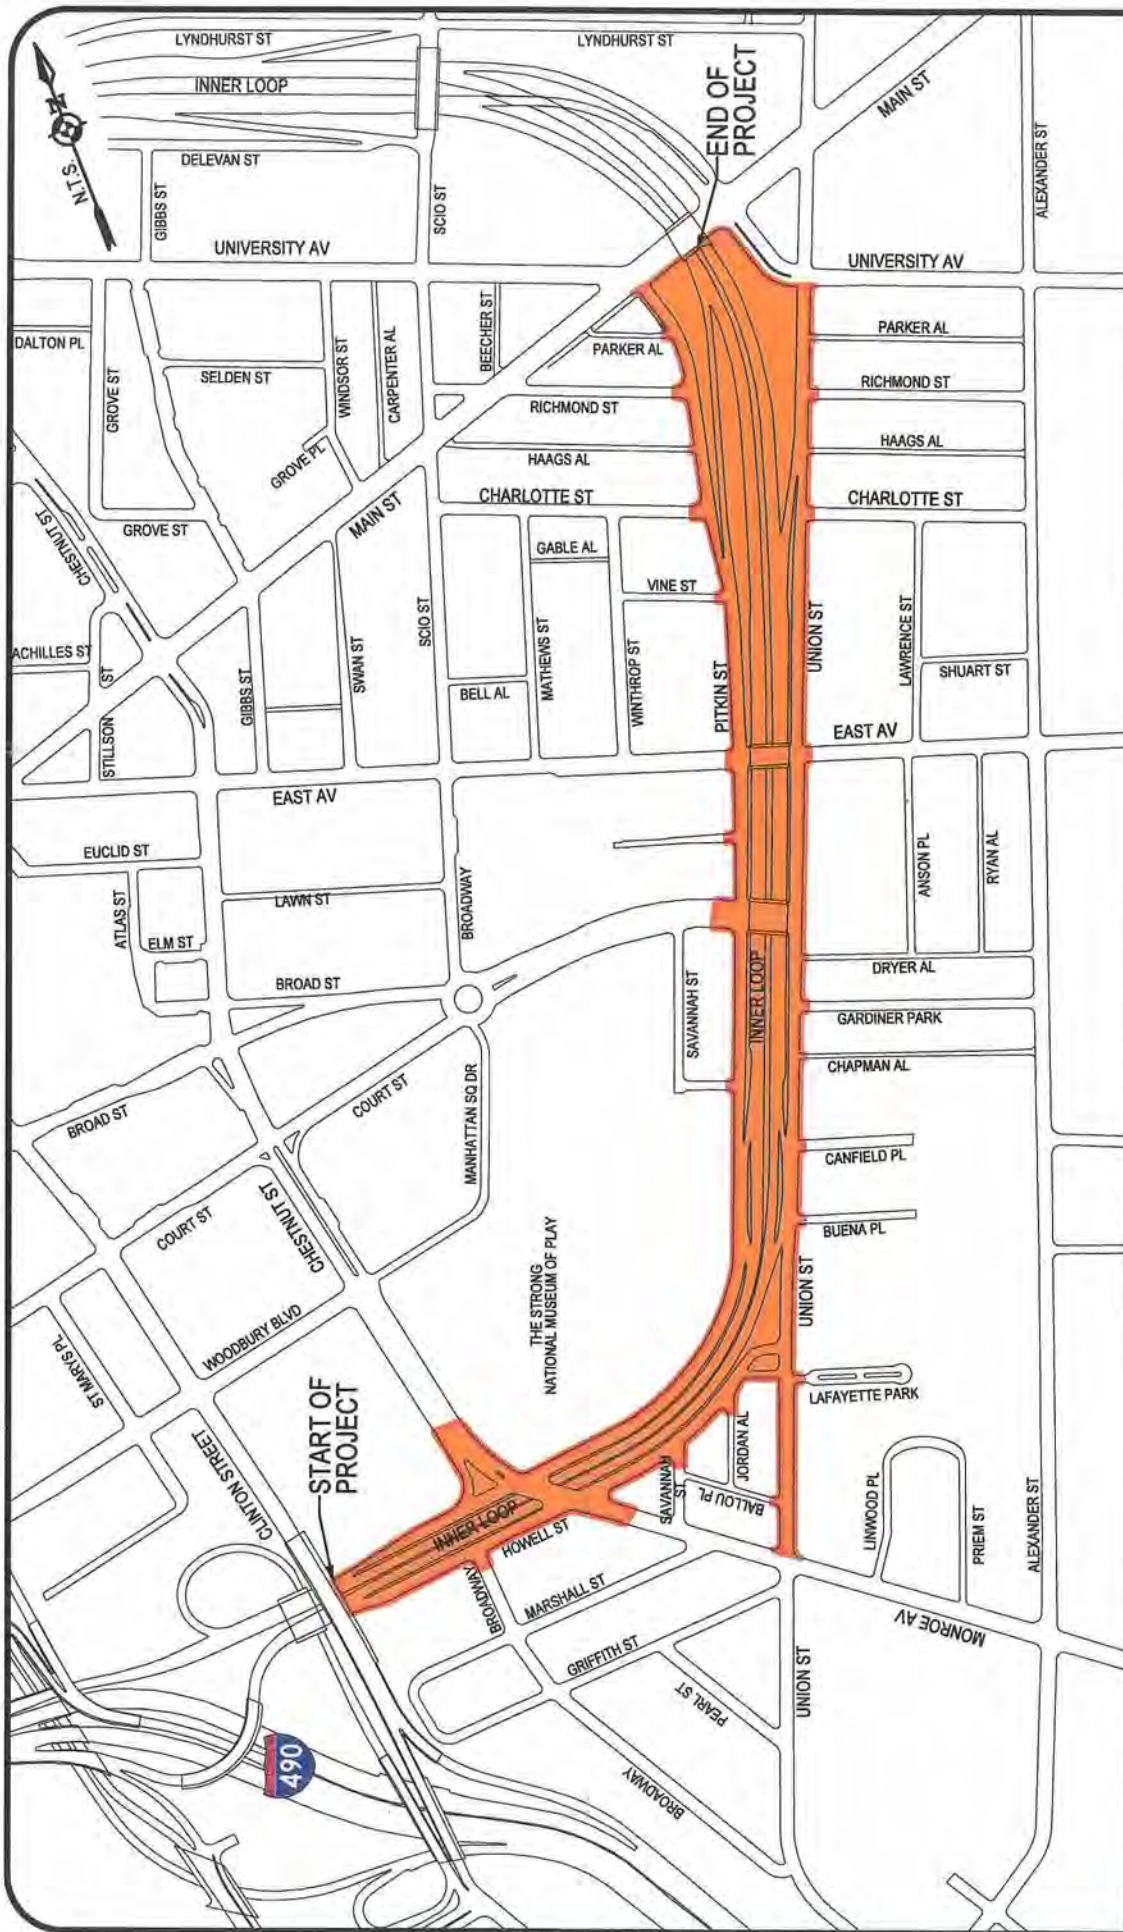 LYNDHURST ST
LYNDHURST ST
INNER LOOP
MAIN ST
END OF
PROJECT
N
N.T.S.
DELEVAN ST
GIBBS ST
SCIO ST
ALEXANDER ST
UNIVERSITY AV
UNIVERSITY AV
DALTON PL
GROVE ST
SELDEN ST
WINDSOR ST
CARPENTER AL
BEECHER ST
PARKER AL
PARKER AL
RICHMOND ST
RICHMOND ST
HAAGS AL
HAAGS AL
GROVE PL
CHARLOTTE ST
CHARLOTTE ST
MAIN ST
CHESTNUT ST
GROVE ST
GABLE AL
VINE ST
ACHILLES ST
ST
STILLSON
GIBBS ST
SWAN ST
SCIO ST
BELL AL
MATHEWS ST
WINTHROP ST
PITKIN ST
UNION ST
LAWRENCE ST
SHUART ST
EAST AV
EAST AV
EUCLID ST
ATLAS ST
ELM ST
LAWN ST
BROADWAY
ANSON PL
RYAN AL
BROAD ST
SAVANNAH ST
INNER LOOP
DRYER AL
GARDINER PARK
CHAPMAN AL
BROAD ST
COURT ST
MANHATTAN SQ DR
CANFIELD PL
COURT ST
CHESTNUT ST
BUENA PL
THE STRONG
NATIONAL MUSEUM OF PLAY
UNION ST
ST MARYS PL
WOODBURY BLVD
LAFAYETTE PARK
START OF
PROJECT
CLINTON STREET
JORDAN AL
SAVANNAH
ST
BALLOU PL
INNER LOOP
HOWELL ST
LINWOOD PL
PRIEM ST
ALEXANDER ST
BROADWAY
MARSHALL ST
MONROE AV
GRIFFITH ST
PEARL ST
UNION ST
490
BROADWAY